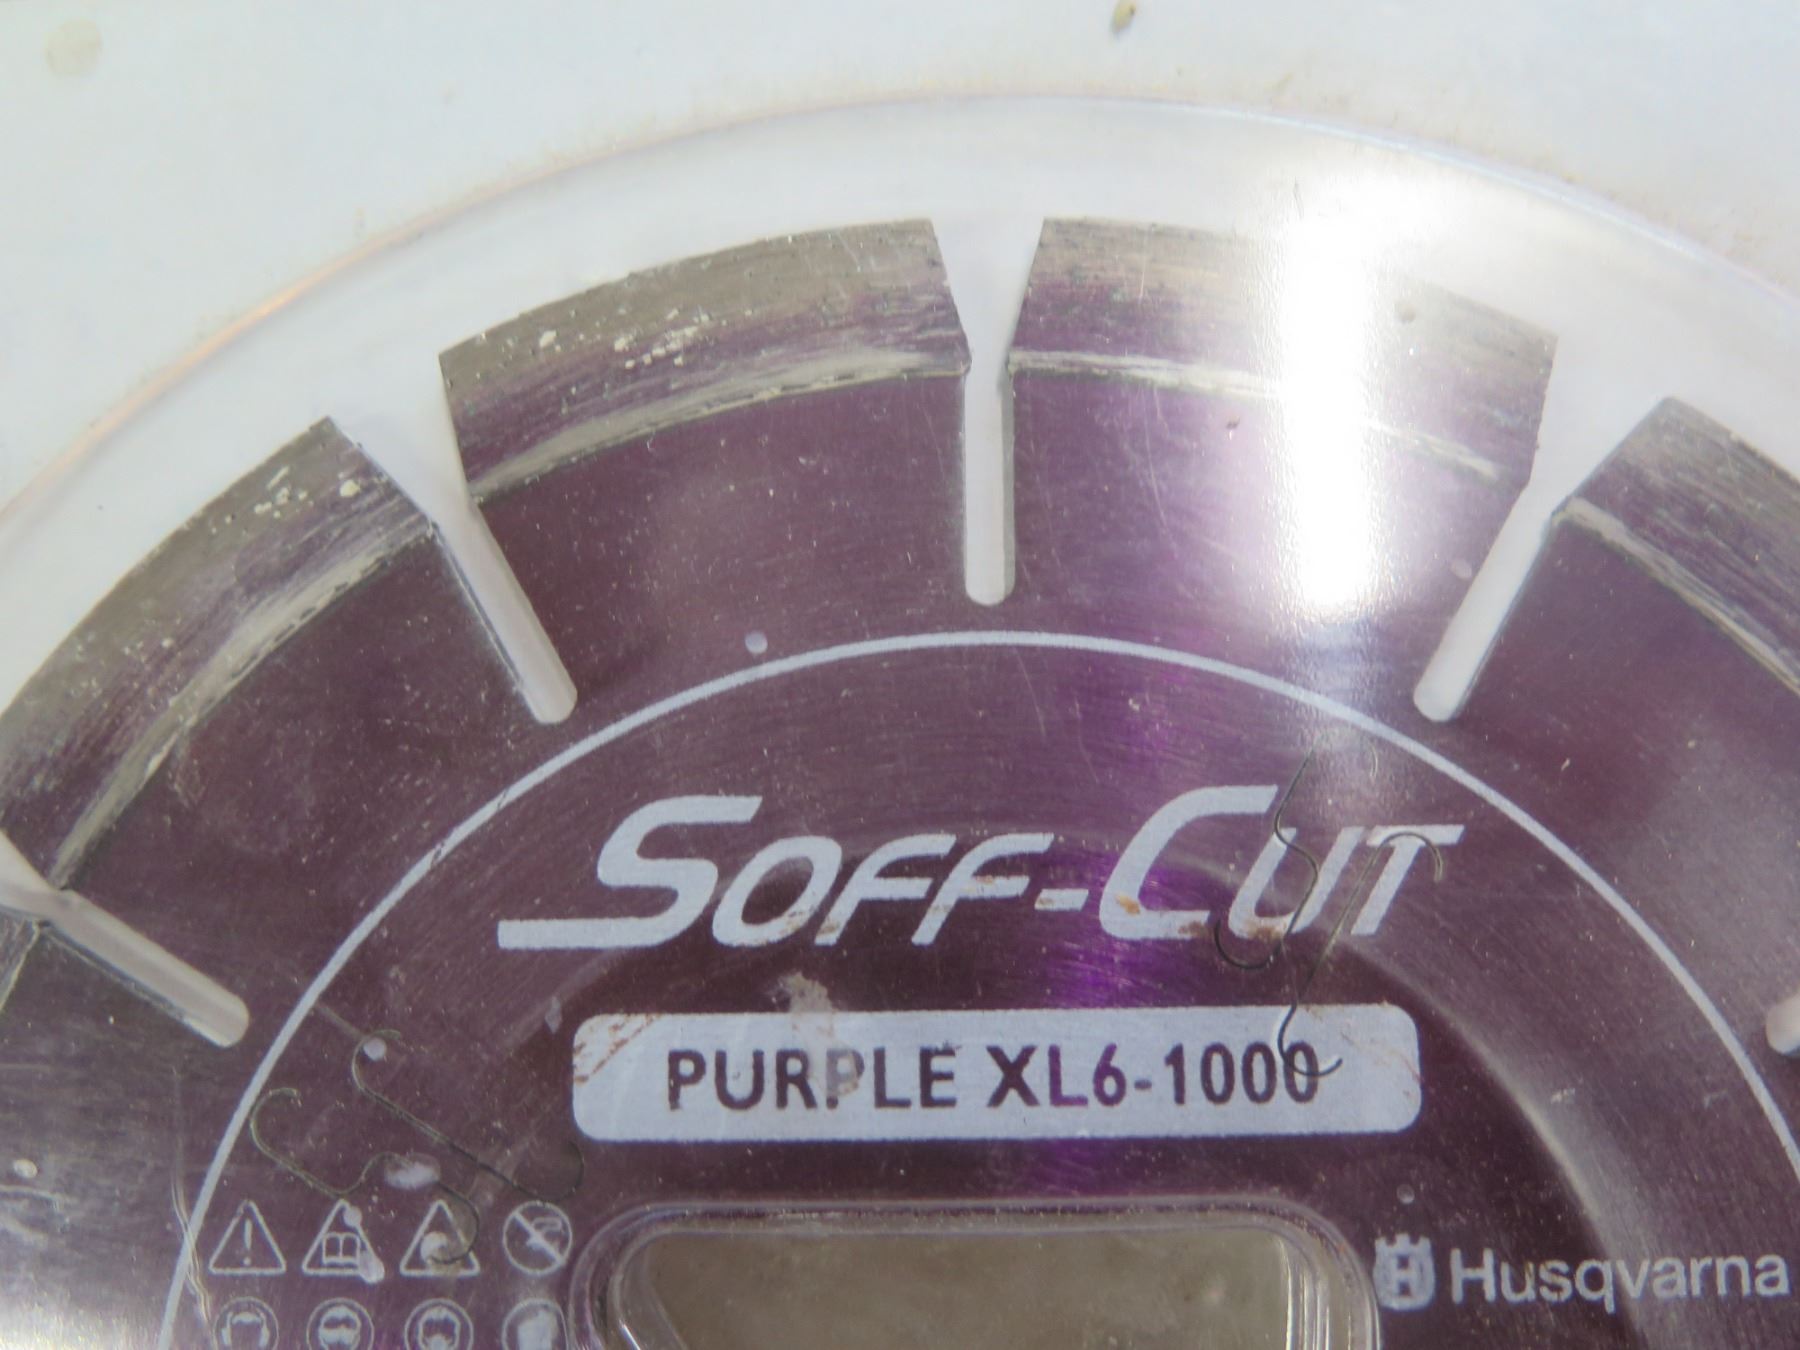 SOFF-CUT
PURPLE XL6-1000
Husqvarna